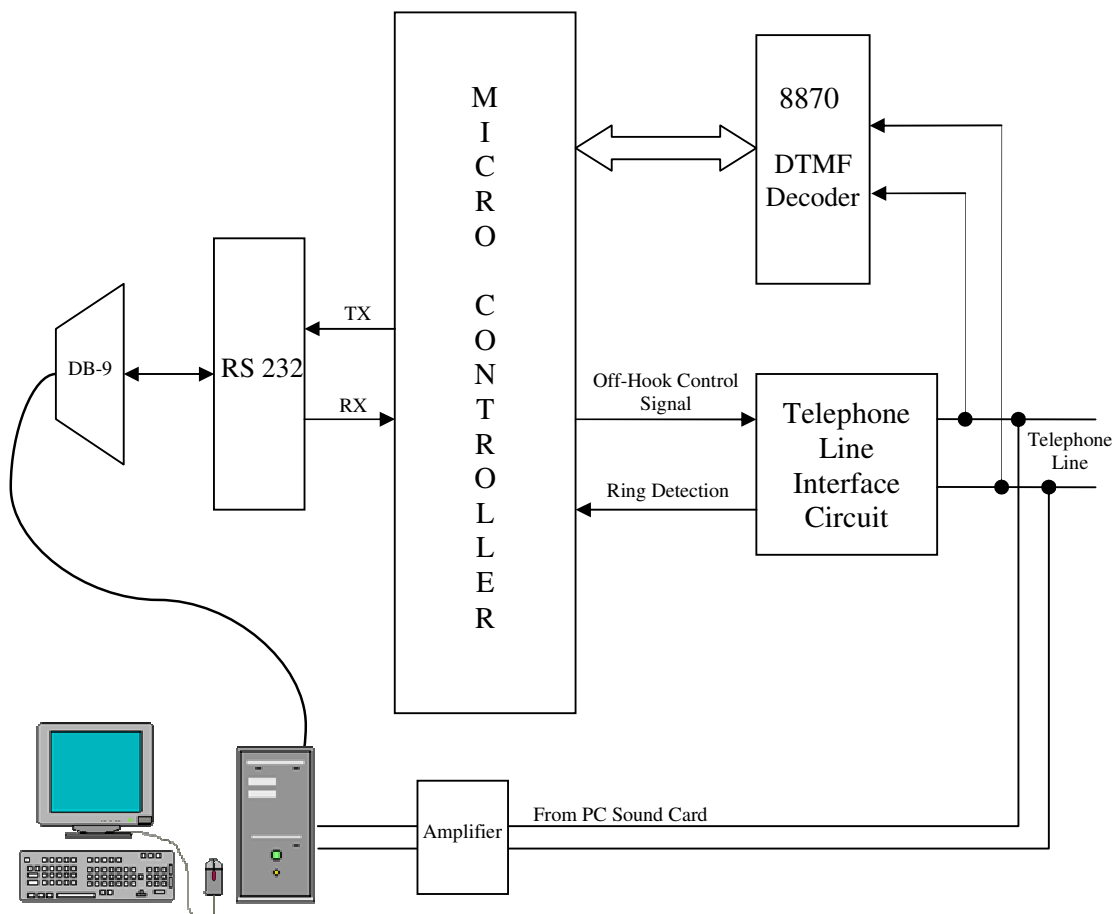 8870
DTMF
Decoder
M
I
C
R
O
C
O
N
T
R
O
L
L
E
R
TX
DB-9
RS 232
RX
Off-Hook Control
Signal
Telephone
Line
Interface
Circuit
Telephone
Line
Ring Detection
From PC Sound Card
Amplifier